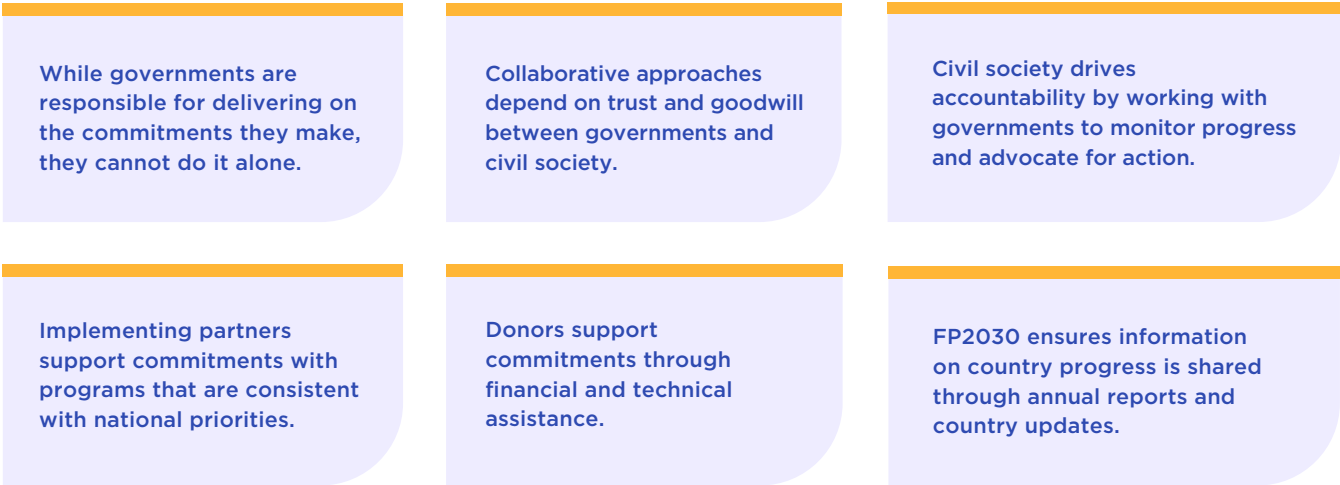 While governments are
responsible for delivering on
the commitments they make,
they cannot do it alone.
Collaborative approaches
depend on trust and goodwill
between governments and
civil society.
Civil society drives
accountability by working with
governments to monitor progress
and advocate for action.
Implementing partners
support commitments with
programs that are consistent
with national priorities.
Donors support
commitments through
financial and technical
assistance.
FP2030 ensures information
on country progress is shared
through annual reports and
country updates.